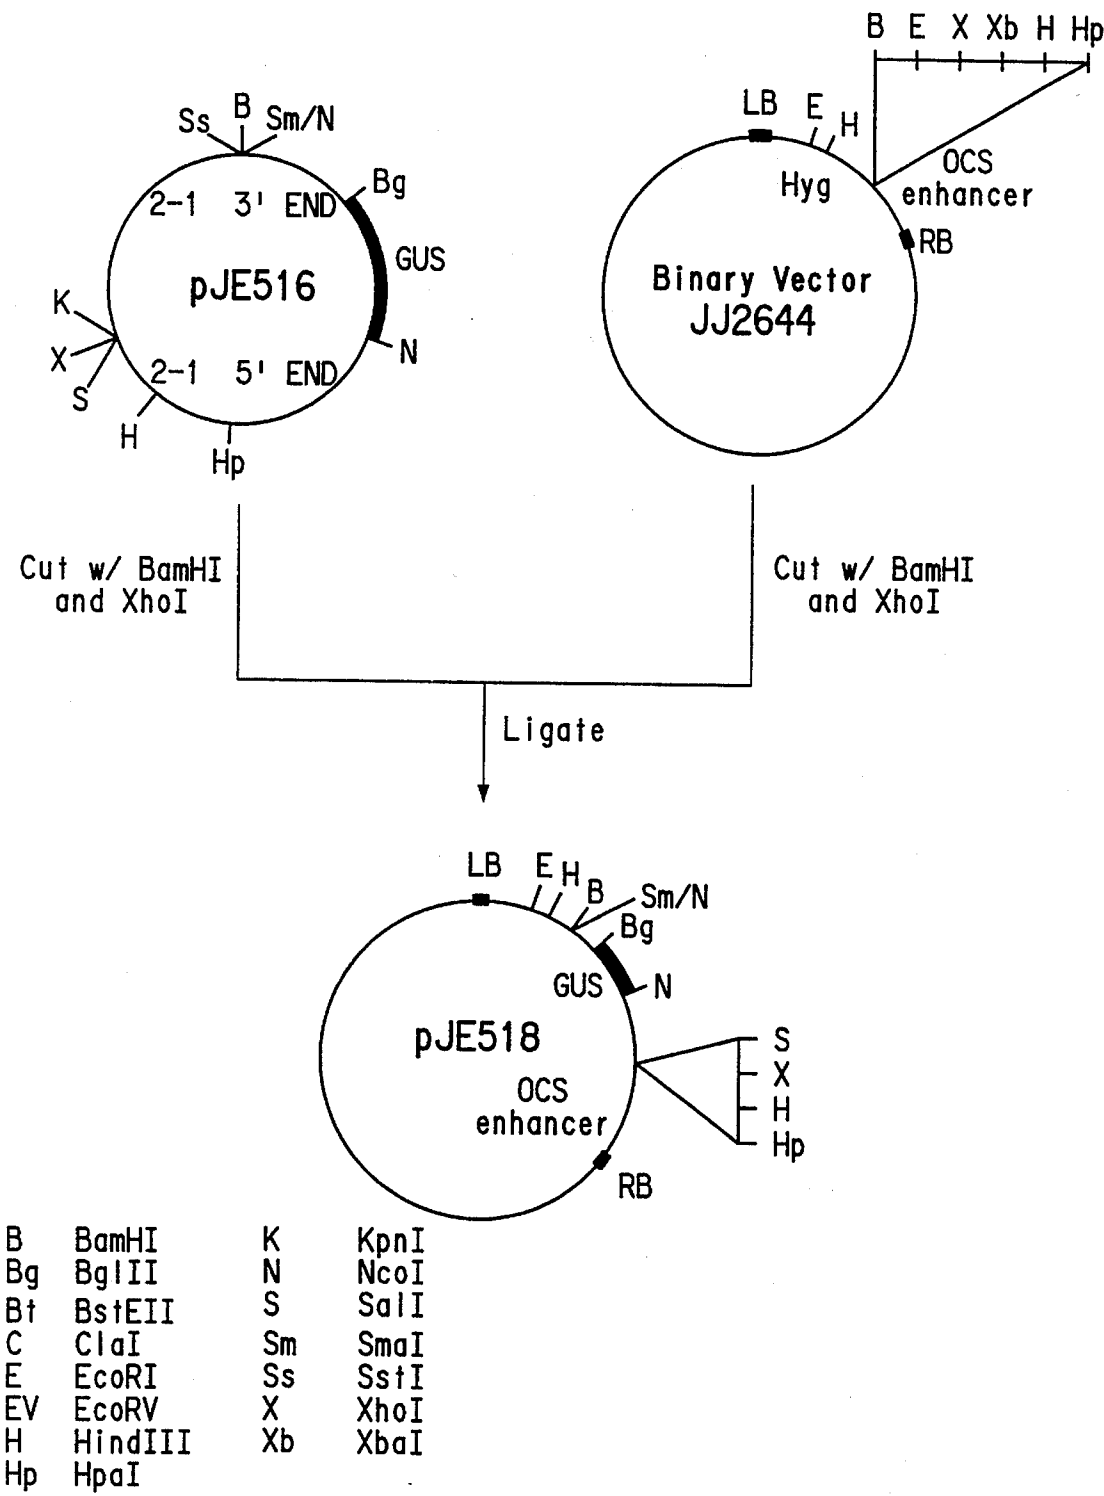 B E X Xb H Hp
Ss B Sm/N
LB E H
OCS
enhancer
Hyg
RB
Binary Vector
JJ2644
Bg
2-1 3' END
GUS
pJE516
K
X
S
N
2-1 5' END
H
Hp
Cut w/ BamHI
and XhoI
Cut w/ BamHI
and XhoI
Ligate
LB E H B Sm/N
Bg
GUS N
pJE518
OCS
enhancer
S
X
H
Hp
RB
B BamHI K KpnI
Bg BglII N NcoI
Bt BstEII S SalI
C ClaI Sm SmaI
E EcoRI Ss SstI
EV EcoRV X XhoI
H HindIII Xb XbaI
Hp HpaI